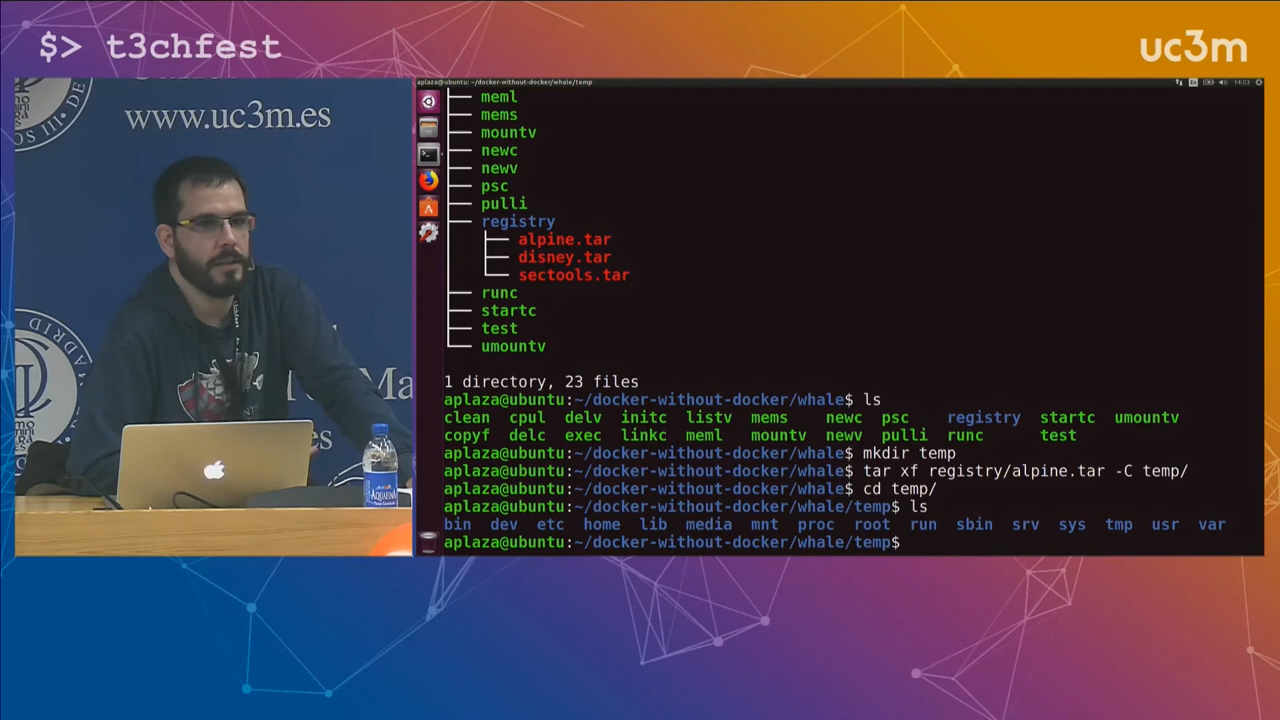 $> t3chfest
uc3m
www.uc3m.es
aplaza@ubuntu: ~/docker-without-docker/whale/temp
14:03
meml
mems
mountv
newc
newv
psc
pulli
registry
alpine.tar
disney.tar
sectools.tar
runc
startc
test
umountv
1 directory, 23 files
aplaza@ubuntu:~/docker-without-docker/whale$ ls
clean cpul delv initc listv mems newc psc registry startc umountv
copyf delc exec linkc meml mountv newv pulli runc test
aplaza@ubuntu:~/docker-without-docker/whale$ mkdir temp
aplaza@ubuntu:~/docker-without-docker/whale$ tar xf registry/alpine.tar -C temp/
aplaza@ubuntu:~/docker-without-docker/whale$ cd temp/
aplaza@ubuntu:~/docker-without-docker/whale/temp$ ls
bin dev etc home lib media mnt proc root run sbin srv sys tmp usr var
aplaza@ubuntu:~/docker-without-docker/whale/temp$
AQUAFINA